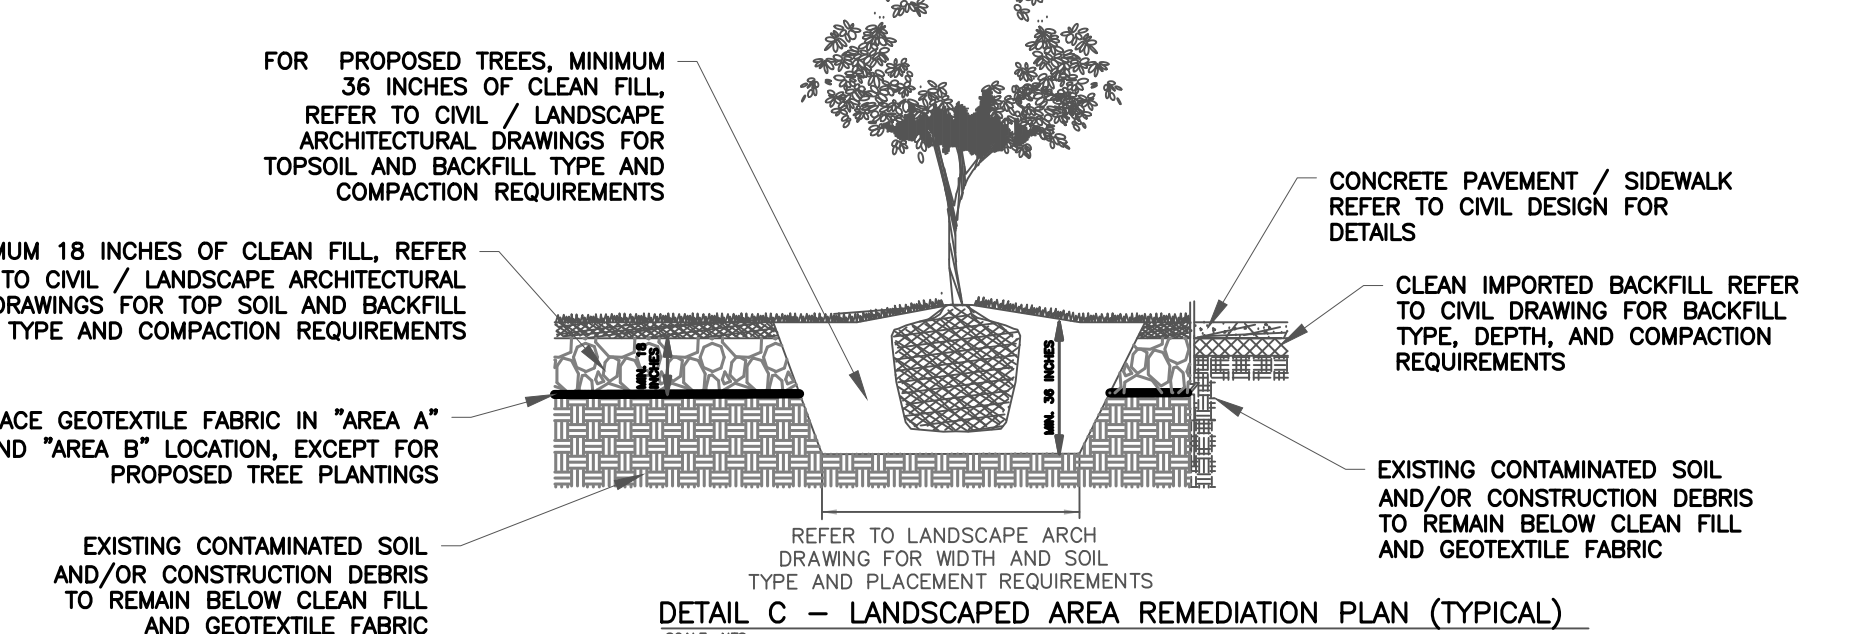 FOR PROPOSED TREES, MINIMUM
36 INCHES OF CLEAN FILL,
REFER TO CIVIL / LANDSCAPE
ARCHITECTURAL DRAWINGS FOR
TOPSOIL AND BACKFILL TYPE AND
COMPACTION REQUIREMENTS
18 INCHES OF CLEAN FILL, REFER
TO CIVIL / LANDSCAPE ARCHITECTURAL
DRAWINGS FOR TOP SOIL AND BACKFILL
TYPE AND COMPACTION REQUIREMENTS
GEOTEXTILE FABRIC IN "AREA A"
"AREA B" LOCATION, EXCEPT FOR
PROPOSED TREE PLANTINGS
EXISTING CONTAMINATED SOIL
AND/OR CONSTRUCTION DEBRIS
TO REMAIN BELOW CLEAN FILL
AND GEOTEXTILE FABRIC
MIN. 18
INCHES
MIN. 36 INCHES
CONCRETE PAVEMENT / SIDEWALK
REFER TO CIVIL DESIGN FOR
DETAILS
CLEAN IMPORTED BACKFILL REFER
TO CIVIL DRAWING FOR BACKFILL
TYPE, DEPTH, AND COMPACTION
REQUIREMENTS
EXISTING CONTAMINATED SOIL
AND/OR CONSTRUCTION DEBRIS
TO REMAIN BELOW CLEAN FILL
AND GEOTEXTILE FABRIC
REFER TO LANDSCAPE ARCH
DRAWING FOR WIDTH AND SOIL
TYPE AND PLACEMENT REQUIREMENTS
DETAIL C – LANDSCAPED AREA REMEDIATION PLAN (TYPICAL)